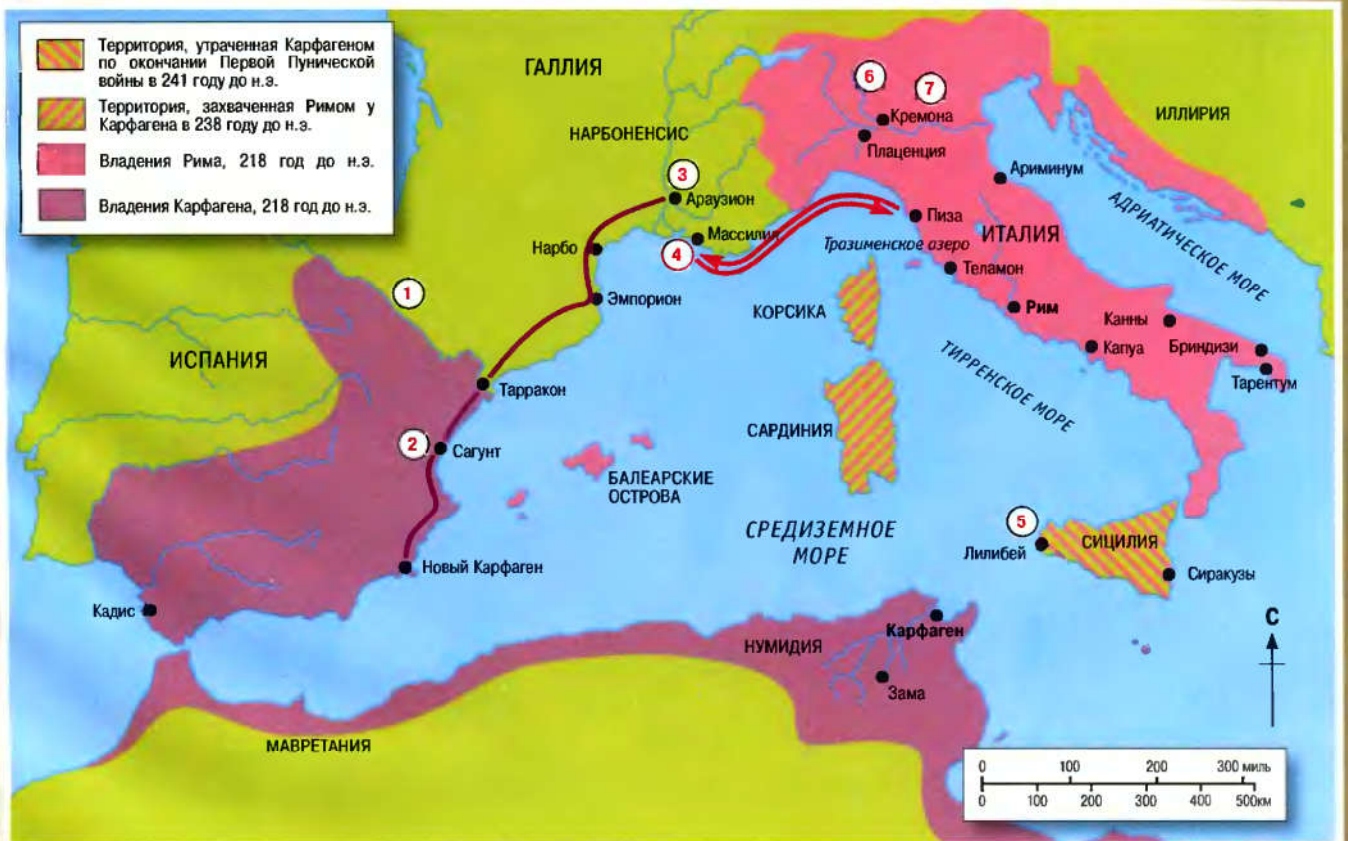 Территория, утраченная Карфагеном
по окончании Первой Пунической
войны в 241 году до н.э.
Территория, захваченная Римом у
Карфагена в 238 году до н.э.
Владения Рима, 218 год до н.э.
Владения Карфагена, 218 год до н.э.
ГАЛЛИЯ
НАРБОНЕНСИС
6
7
Кремона
Плаценция
ИЛЛИРИЯ
3
Араузион
Ариминум
АДРИАТИЧЕСКОЕ МОРЕ
Массилия
4
Нарбо
Пиза
Тразименское озеро
ИТАЛИЯ
Теламон
1
Эмпорион
КОРСИКА
Рим
Канны
Бриндизи
Капуа
Тарентум
ИСПАНИЯ
Тарракон
ТИРРЕНСКОЕ МОРЕ
2
Сагунт
САРДИНИЯ
БАЛЕАРСКИЕ
ОСТРОВА
СРЕДИЗЕМНОЕ
МОРЕ
5
Лилибей
СИЦИЛИЯ
Сиракузы
Новый Карфаген
Кадис
Карфаген
НУМИДИЯ
Зама
МАВРЕТАНИЯ
С
0 100 200 300 миль
0 100 200 300 400 500км